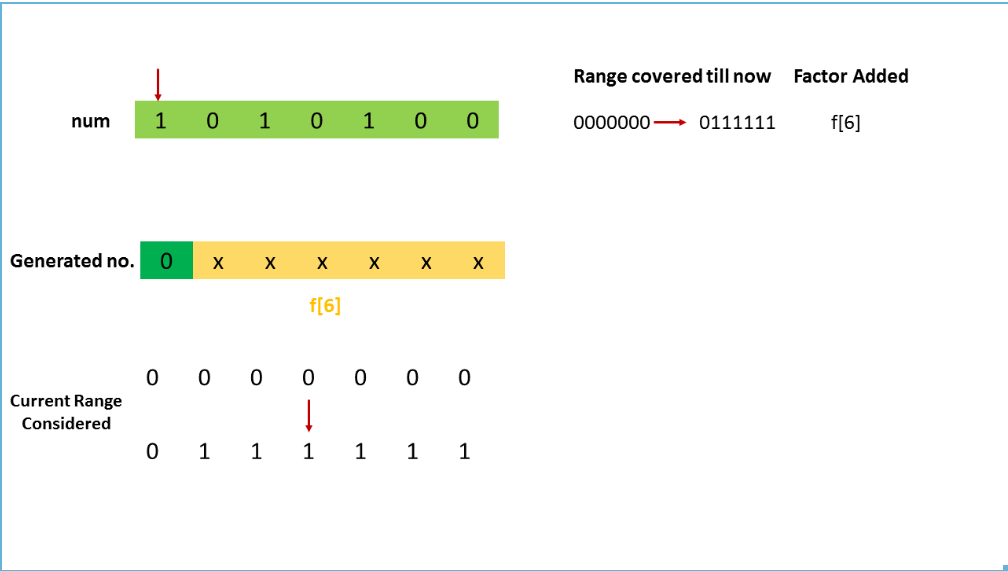 Range covered till now Factor Added
num 1 0 1 0 1 0 0 0000000 0111111 f[6]
Generated no. 0 x x x x x x
f[6]
0 0 0 0 0 0 0
Current Range
Considered
0 1 1 1 1 1 1